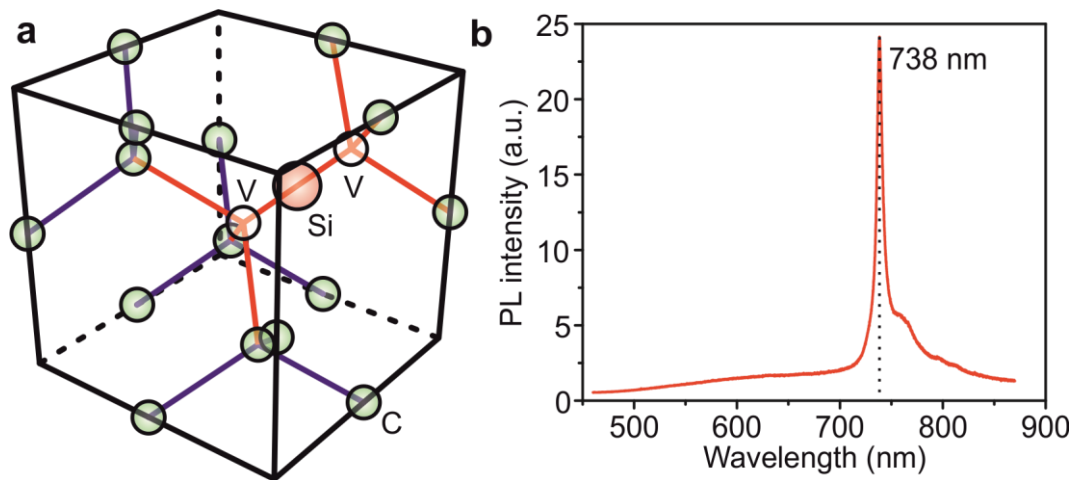 a
V
V
Si
C
b
25
20
15
10
5
0
738 nm
PL intensity (a.u.)
500
600
700
800
900
Wavelength (nm)